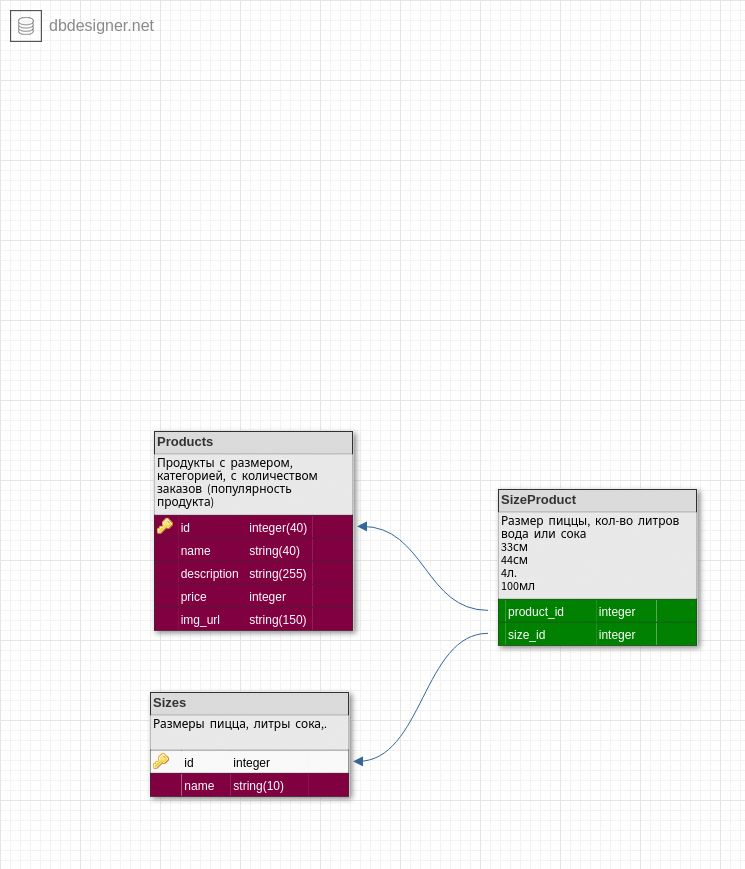 dbdesigner.net
Products
Продукты с размером,
категорией, с количеством
заказов (популярность
продукта)
id integer(40)
name string(40)
description string(255)
price integer
img_url string(150)
SizeProduct
Размер пиццы, кол-во литров
вода или сока
33см
44см
4л.
100мл
product_id integer
size_id integer
Sizes
Размеры пицца, литры сока,.
id integer
name string(10)